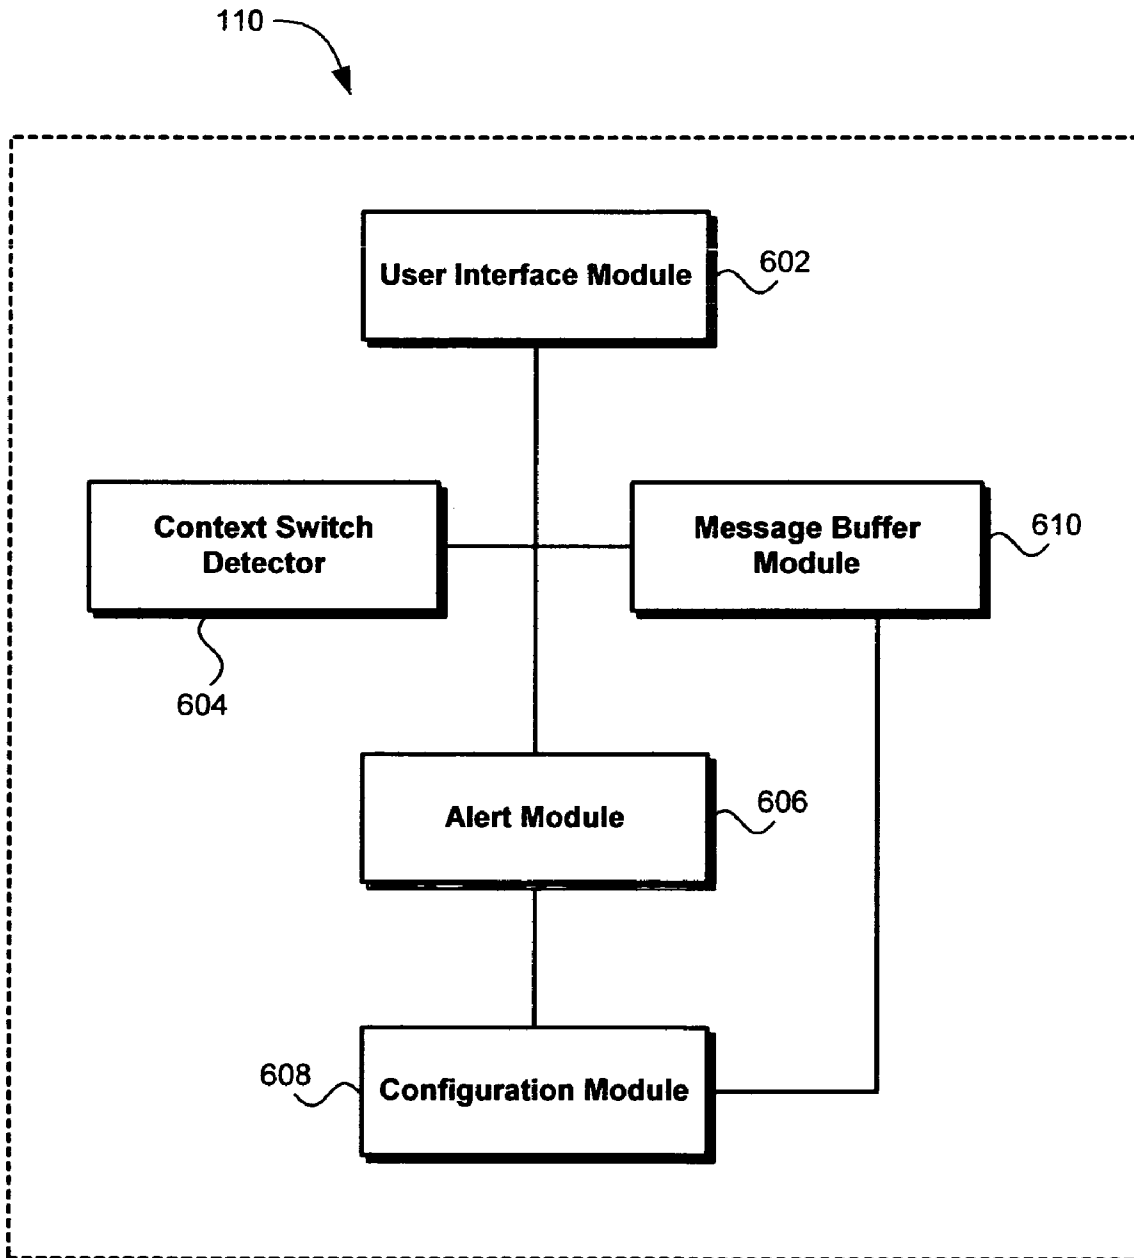 110
User Interface Module
602
Context Switch
Detector
Message Buffer
Module
610
604
Alert Module
606
608
Configuration Module